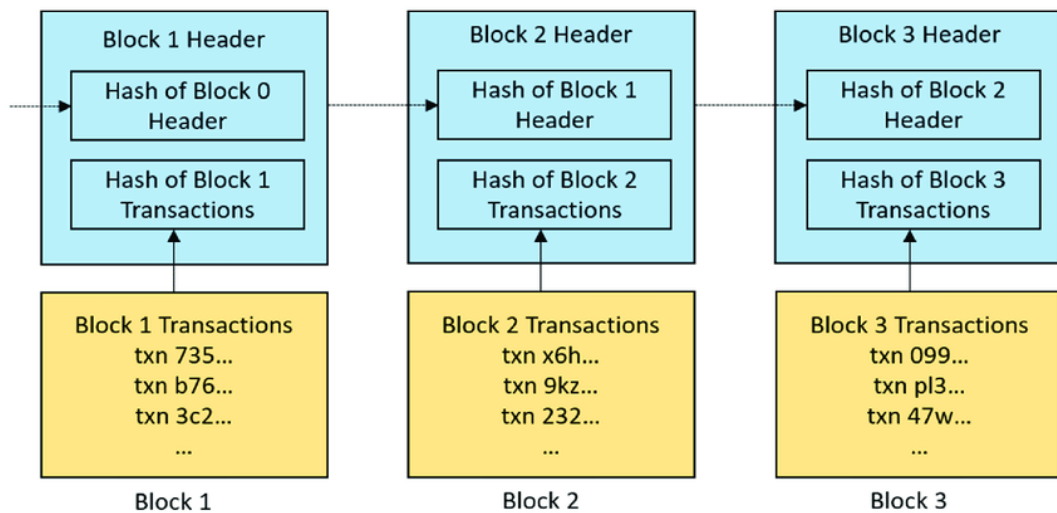 Block 1 Header
Hash of Block 0
Header
Hash of Block 1
Transactions
Block 1 Transactions
txn 735...
txn b76...
txn 3c2...
...
Block 1
Block 2 Header
Hash of Block 1
Header
Hash of Block 2
Transactions
Block 2 Transactions
txn x6h...
txn 9kz...
txn 232...
...
Block 2
Block 3 Header
Hash of Block 2
Header
Hash of Block 3
Transactions
Block 3 Transactions
txn 099...
txn pl3...
txn 47w...
...
Block 3